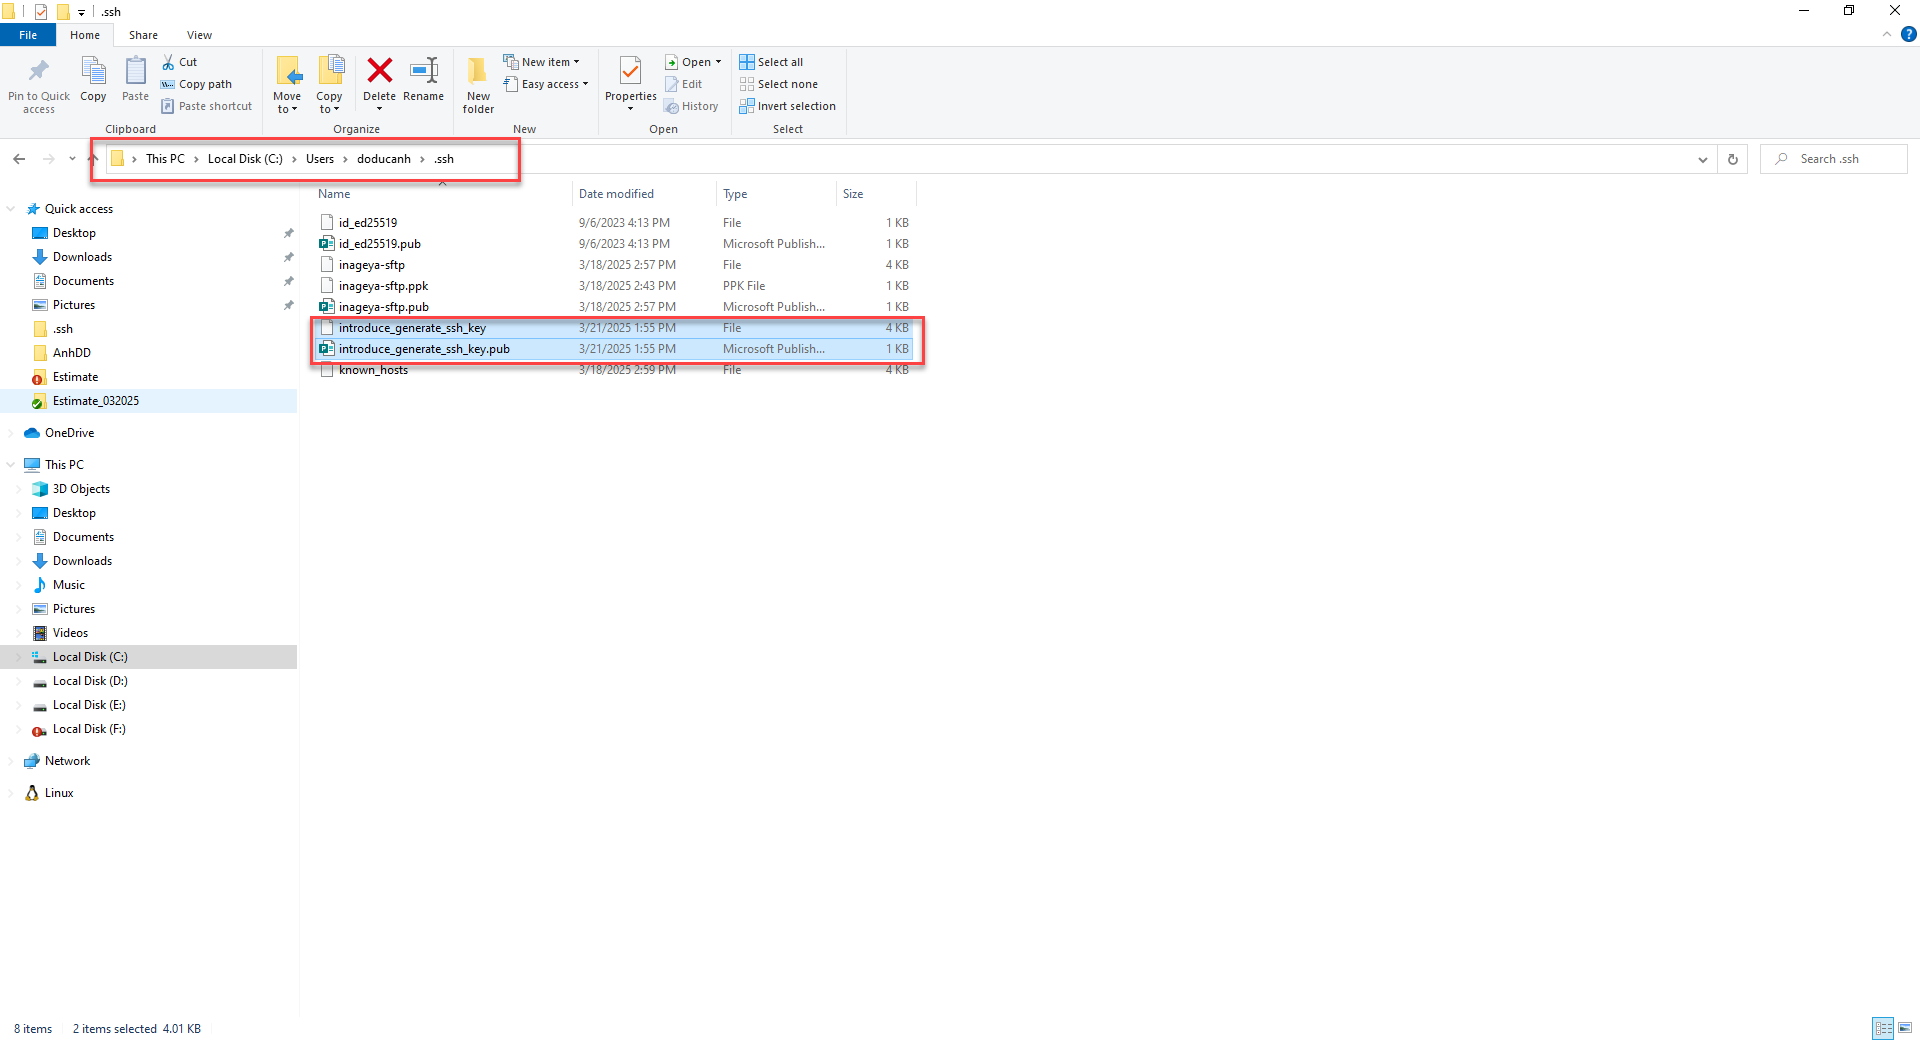 .ssh
File Home Share View
Pin to Quick access
Copy
Paste
Cut
Copy path
Paste shortcut
Clipboard
Move to
Copy to
Delete
Rename
Organize
New folder
New item
Easy access
New
Properties
Open
Edit
History
Open
Select all
Select none
Invert selection
Select
This PC > Local Disk (C:) > Users > doducanh > .ssh
Search .ssh
Quick access
Desktop
Downloads
Documents
Pictures
.ssh
AnhDD
Estimate
Estimate_032025
OneDrive
This PC
3D Objects
Desktop
Documents
Downloads
Music
Pictures
Videos
Local Disk (C:)
Local Disk (D:)
Local Disk (E:)
Local Disk (F:)
Network
Linux
Name Date modified Type Size
id_ed25519 9/6/2023 4:13 PM File 1 KB
id_ed25519.pub 9/6/2023 4:13 PM Microsoft Publish... 1 KB
inageya-sftp 3/18/2025 2:57 PM File 4 KB
inageya-sftp.ppk 3/18/2025 2:43 PM PPK File 1 KB
inageya-sftp.pub 3/18/2025 2:57 PM Microsoft Publish... 1 KB
introduce_generate_ssh_key 3/21/2025 1:55 PM File 4 KB
introduce_generate_ssh_key.pub 3/21/2025 1:55 PM Microsoft Publish... 1 KB
known_hosts 3/18/2025 2:59 PM File 4 KB
8 items 2 items selected 4.01 KB